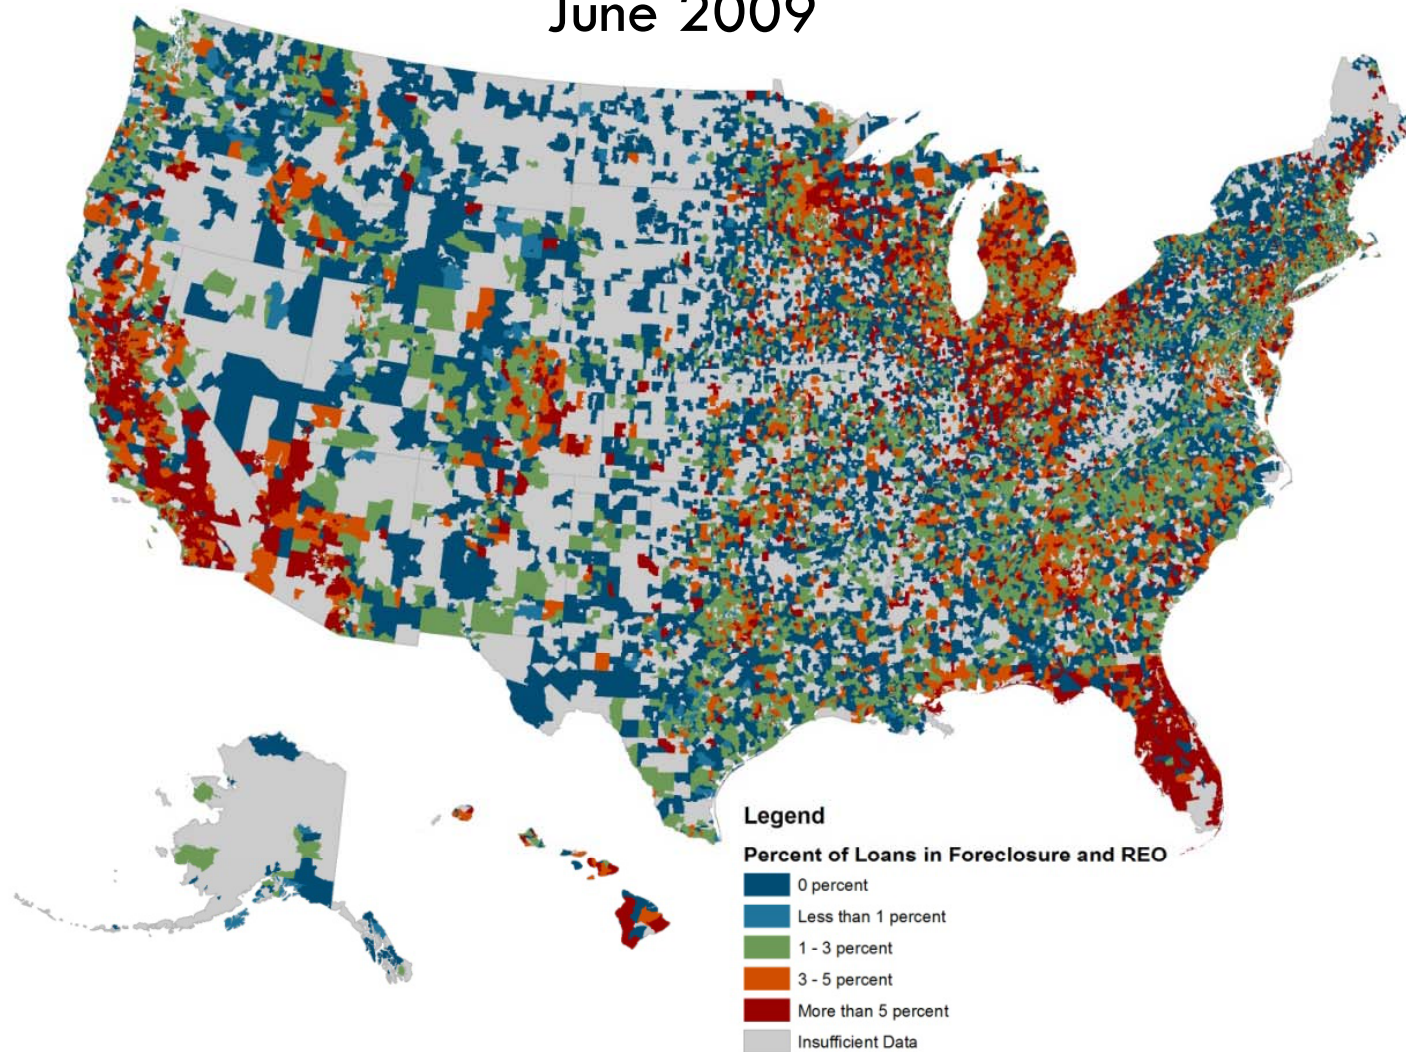 June 2009
Legend
Percent of Loans in Foreclosure and REO
0 percent
Less than 1 percent
1 - 3 percent
3 - 5 percent
More than 5 percent
Insufficient Data